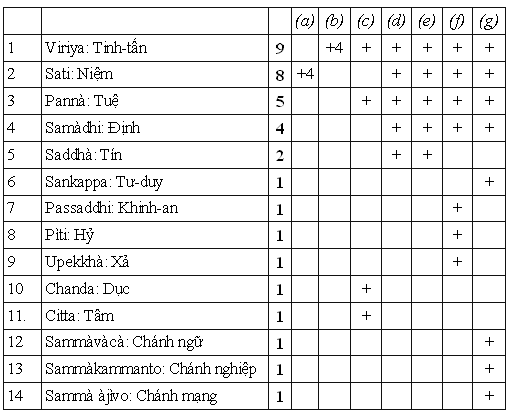 (a) (b) (c) (d) (e) (f) (g)
1 Viriya: Tinh-tấn 9 +4 + + + + +
2 Sati: Niệm 8 +4 + + + +
3 Pannà: Tuệ 5 + + + + +
4 Samàdhi: Định 4 + + + +
5 Saddhà: Tín 2 + +
6 Sankappa: Tư-duy 1 +
7 Passaddhi: Khinh-an 1 +
8 Pìti: Hỷ 1 +
9 Upekkhà: Xả 1 +
10 Chanda: Dục 1 +
11. Citta: Tâm 1 +
12 Sammàvàcà: Chánh ngữ 1 +
13 Sammàkammanto: Chánh nghiệp 1 +
14 Sammà àjìvo: Chánh mạng 1 +